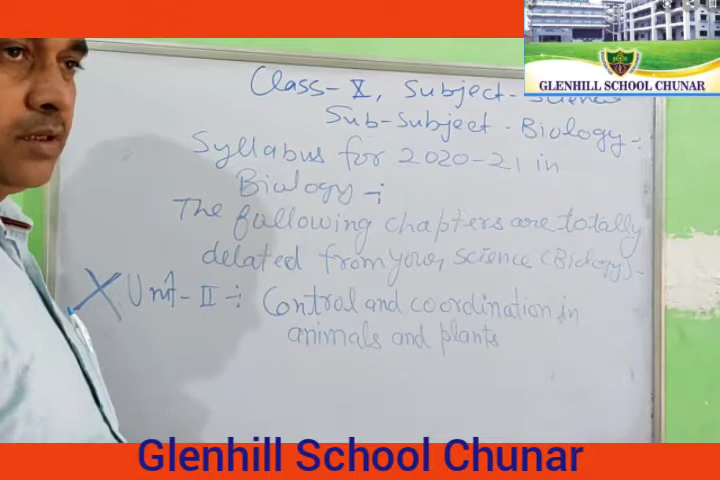 GLENHILL SCHOOL CHUNAR
Class-X, Subject-Science
Sub-Subject-Biology:-
Syllabus for 2020-21 in
Biology:-
The following chapters are totally
delated from your science (Biology)-
X Unit-II:- Control and coordination in
animals and plants
Glenhill School Chunar